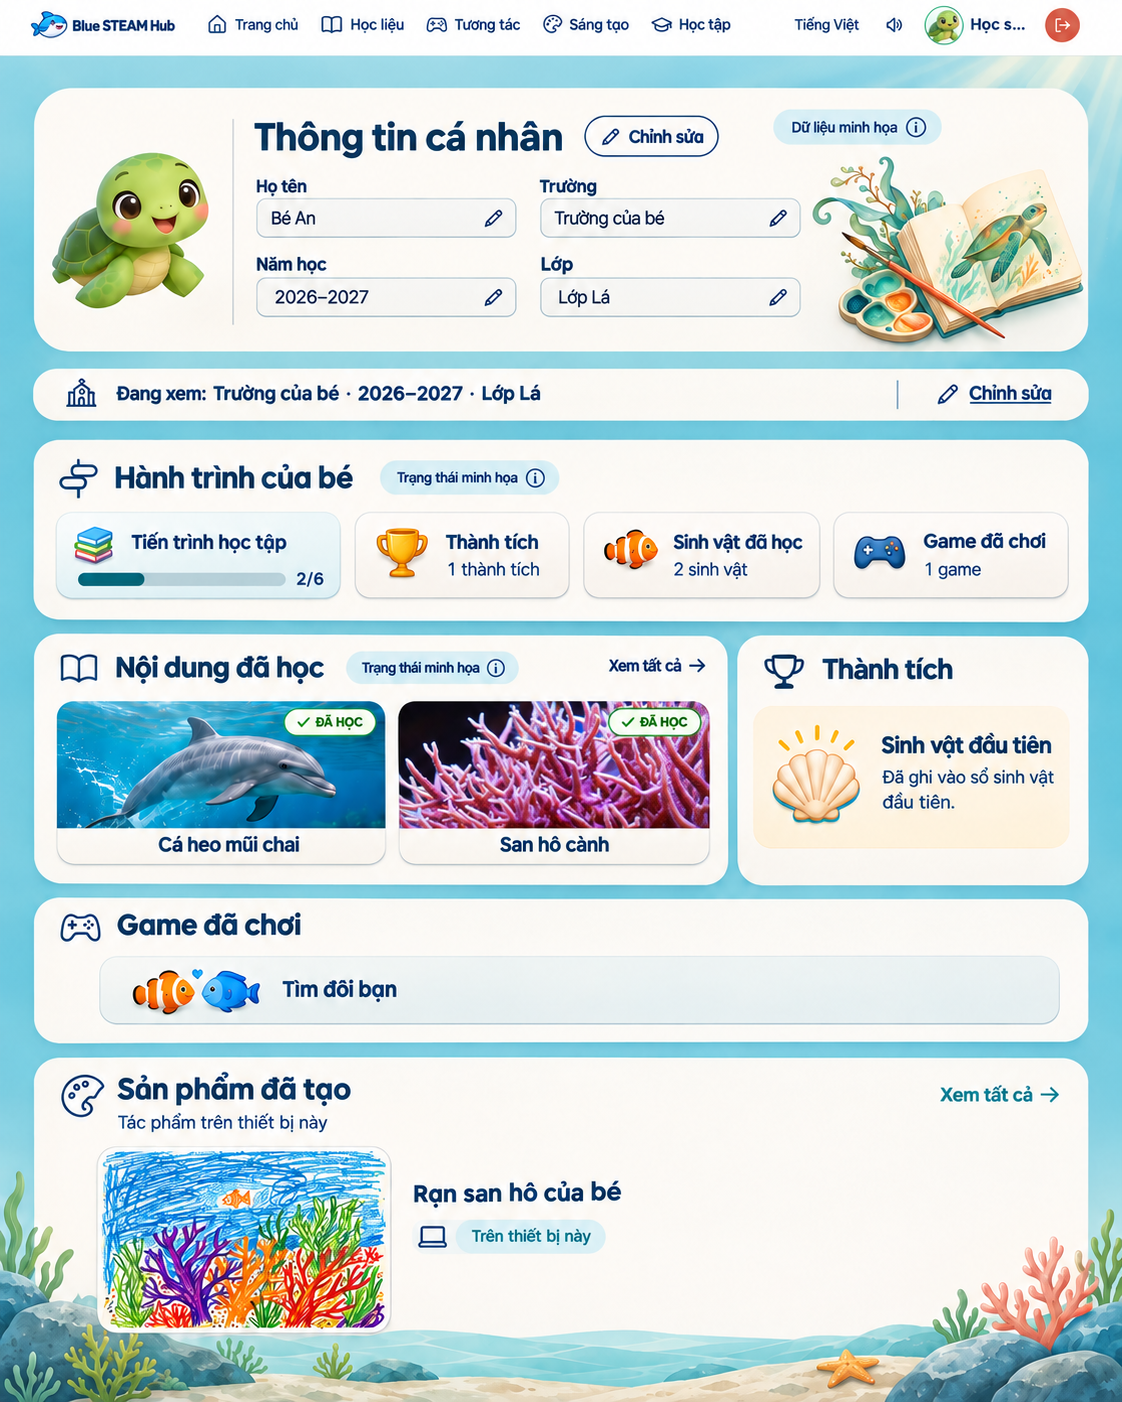 Blue STEAM Hub
Trang chủ
Học liệu
Tương tác
Sáng tạo
Học tập
Tiếng Việt
Học s...
Thông tin cá nhân
Chỉnh sửa
Dữ liệu minh họa
Họ tên
Bé An
Trường
Trường của bé
Năm học
2026–2027
Lớp
Lớp Lá
Đang xem: Trường của bé · 2026–2027 · Lớp Lá
Chỉnh sửa
Hành trình của bé
Trạng thái minh họa
Tiến trình học tập
2/6
Thành tích
1 thành tích
Sinh vật đã học
2 sinh vật
Game đã chơi
1 game
Nội dung đã học
Trạng thái minh họa
Xem tất cả
ĐÃ HỌC
Cá heo mũi chai
ĐÃ HỌC
San hô cành
Thành tích
Sinh vật đầu tiên
Đã ghi vào sổ sinh vật
đầu tiên.
Game đã chơi
Tìm đôi bạn
Sản phẩm đã tạo
Tác phẩm trên thiết bị này
Xem tất cả
Rạn san hô của bé
Trên thiết bị này